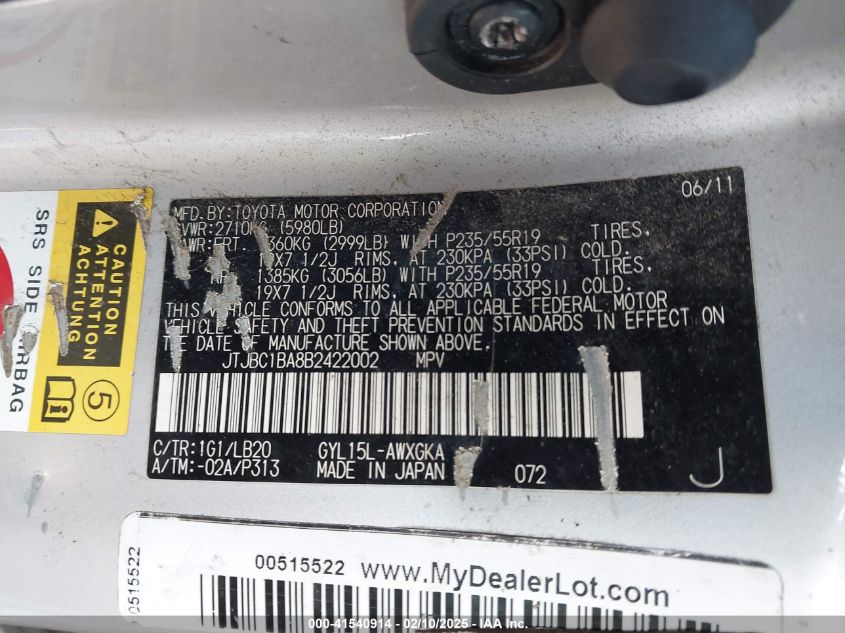 06/11
MFD.BY:TOYOTA MOTOR CORPORATION
GVWR:2710KG (5980LB)
GAWR:FRT. 1360KG (2999LB) WITH P235/55R19 TIRES,
19X7 1/2J RIMS, AT 230KPA (33PSI) COLD.
RR. 1385KG (3056LB) WITH P235/55R19 TIRES,
19X7 1/2J RIMS, AT 230KPA (33PSI) COLD.
THIS VEHICLE CONFORMS TO ALL APPLICABLE FEDERAL MOTOR
VEHICLE SAFETY AND THEFT PREVENTION STANDARDS IN EFFECT ON
THE DATE OF MANUFACTURE SHOWN ABOVE.
JTJBC1BA8B2422002 MPV
C/TR:1G1/LB20 GYL15L-AWXGKA
A/TM:-02A/P313 MADE IN JAPAN 072 J
SRS SIDE AIRBAG
CAUTION
ATTENTION
ACHTUNG
i
5
00515522
00515522 www.MyDealerLot.com
000-41540914 - 02/10/2025 - IAA Inc.